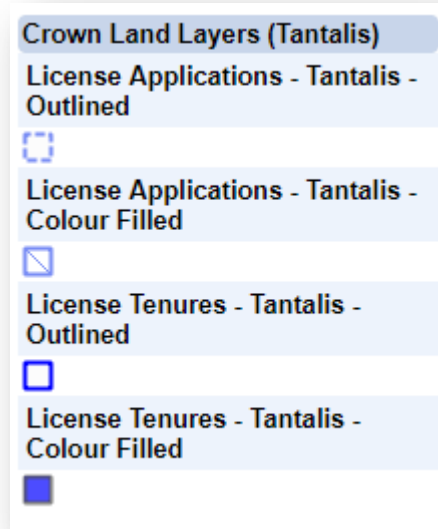 Crown Land Layers (Tantalis)
License Applications - Tantalis -
Outlined
License Applications - Tantalis -
Colour Filled
License Tenures - Tantalis -
Outlined
License Tenures - Tantalis -
Colour Filled